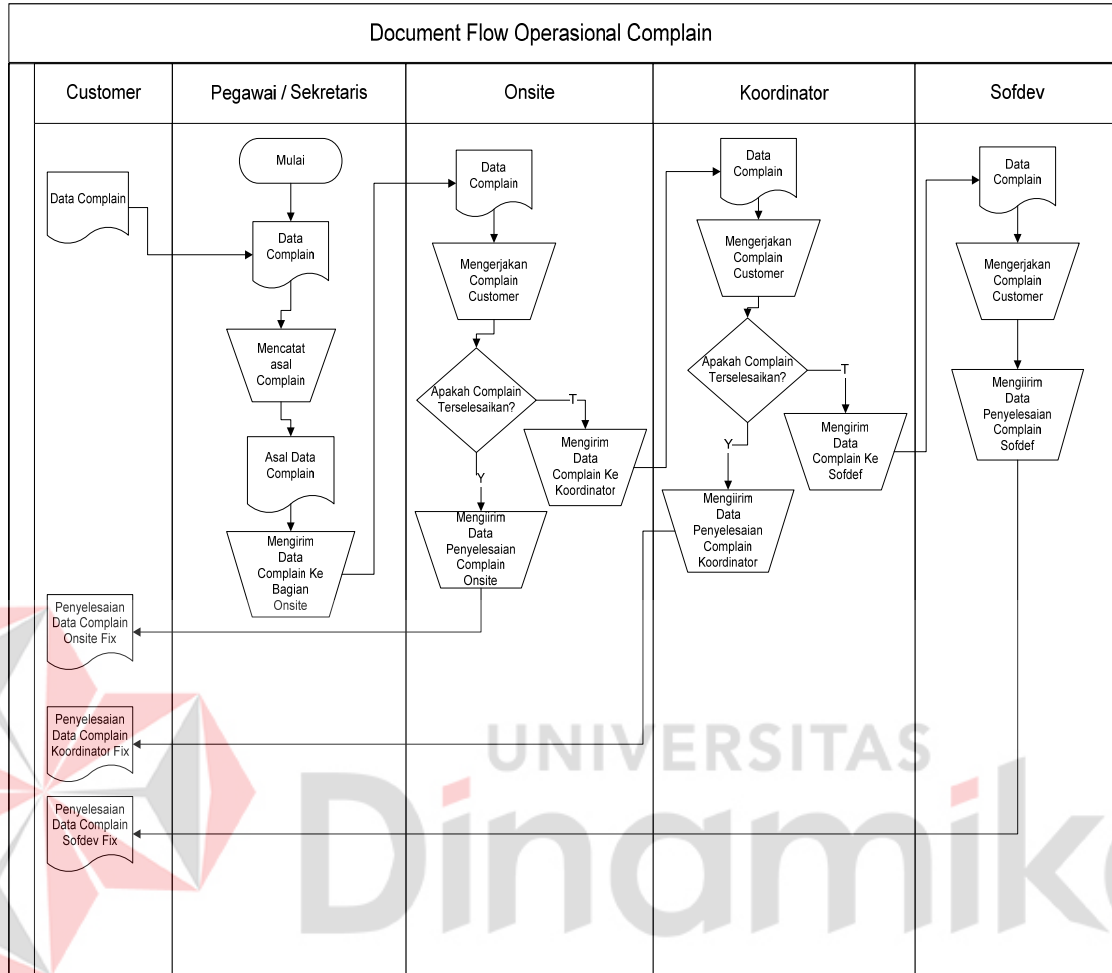 Document Flow Operasional Complain
Customer
Pegawai / Sekretaris
Onsite
Koordinator
Sofdev
Data Complain
Mulai
Data
Complain
Mencatat
asal
Complain
Asal Data
Complain
Mengirim
Data
Complain Ke
Bagian
Onsite
Data
Complain
Mengerjakan
Complain
Customer
Apakah Complain
Terselesaikan?
T
Y
Mengirim
Data
Complain Ke
Koordinator
Mengiirim
Data
Penyelesaian
Complain
Onsite
Data
Complain
Mengerjakan
Complain
Customer
Apakah Complain
Terselesaikan?
T
Y
Mengirim
Data
Complain Ke
Sofdef
Mengiirim
Data
Penyelesaian
Complain
Koordinator
Data
Complain
Mengerjakan
Complain
Customer
Mengiirim
Data
Penyelesaian
Complain
Sofdef
Penyelesaian
Data Complain
Onsite Fix
Penyelesaian
Data Complain
Koordinator Fix
Penyelesaian
Data Complain
Sofdev Fix
UNIVERSITAS
Dinamika